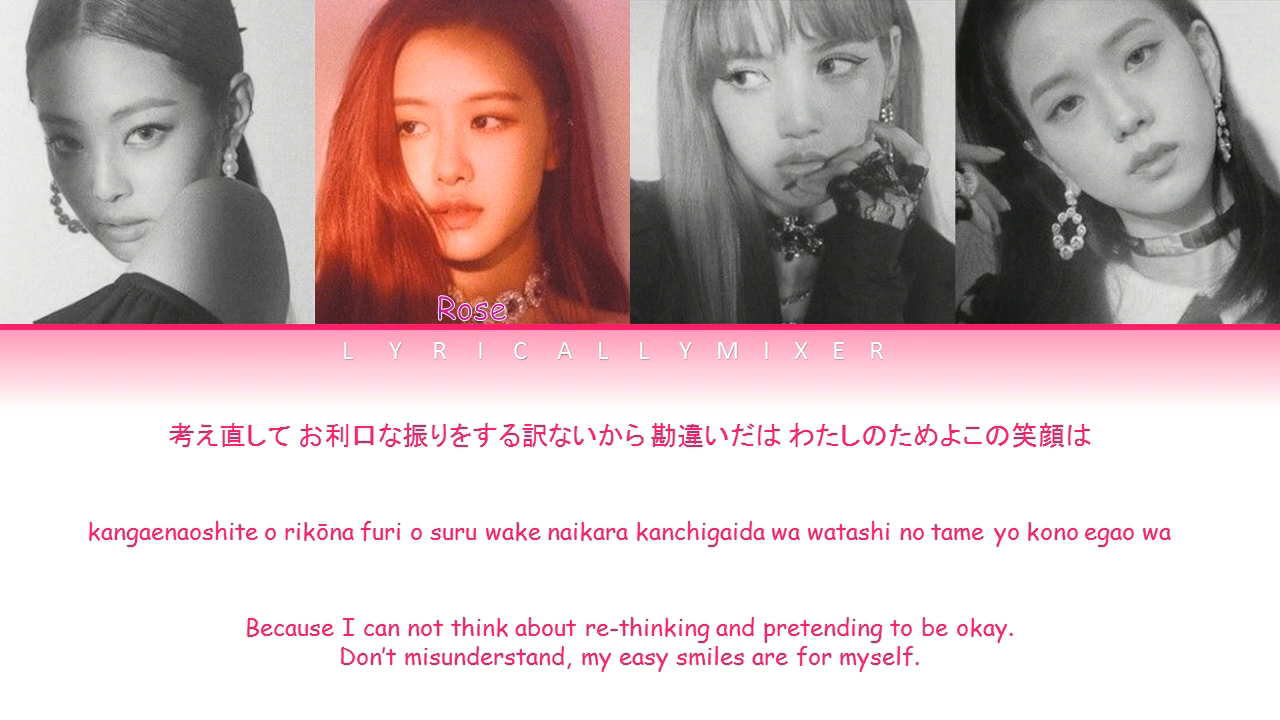 Rose
LYRICALLYMIXER
考え直して お利口な振りをする訳ないから 勘違いだは わたしのためよこの笑顔は
kangaenaoshite o rikōna furi o suru wake naikara kanchigaida wa watashi no tame yo kono egao wa
Because I can not think about re-thinking and pretending to be okay.
Don't misunderstand, my easy smiles are for myself.